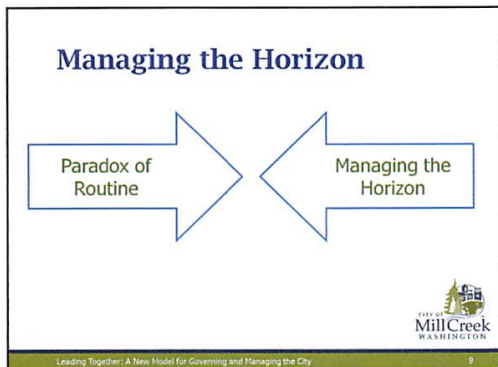 Managing the Horizon
Paradox of
Routine
Managing the
Horizon
CITY OF
Mill Creek
WASHINGTON
Leading Together: A New Model for Governing and Managing the City
9